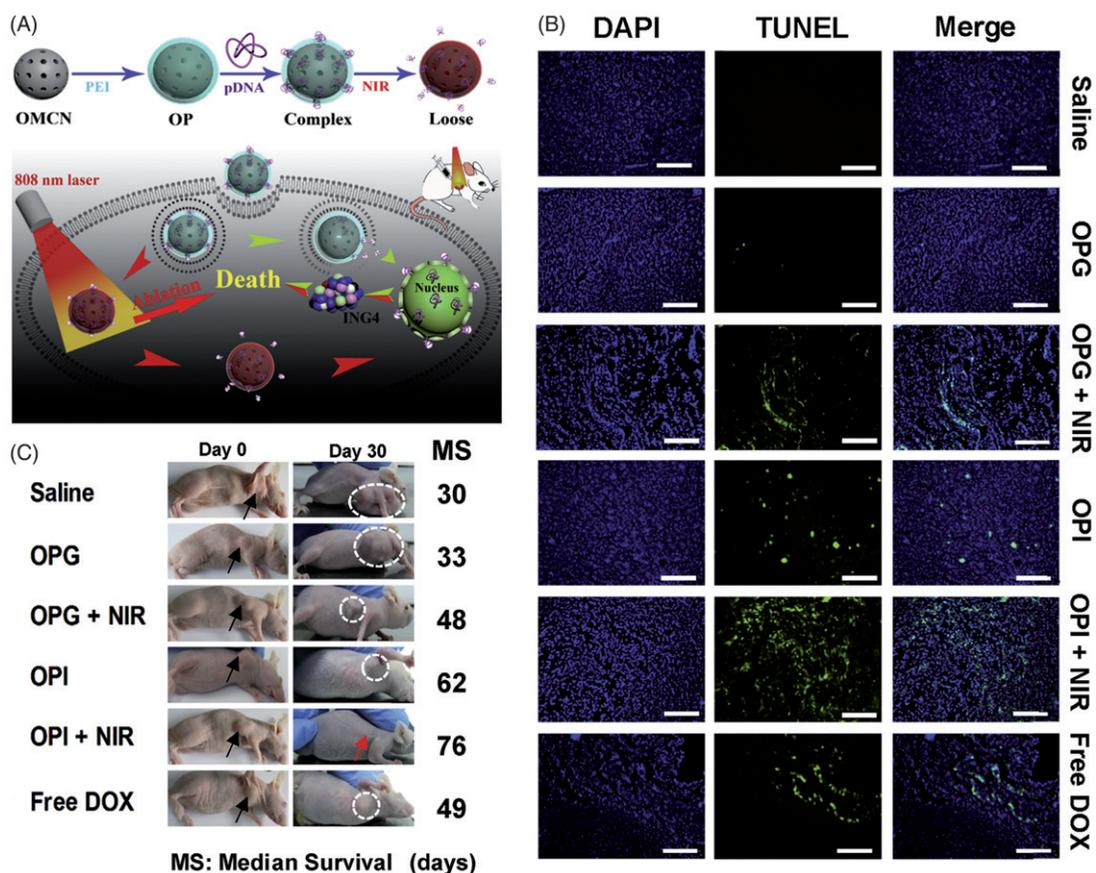 (A)
PEI
pDNA
NIR
OMCN
OP
Complex
Loose
808 nm laser
Ablation
Death
ING4
Nucleus
(B)
DAPI
TUNEL
Merge
Saline
OPG
OPG + NIR
OPI
OPI + NIR
Free DOX
(C)
Day 0
Day 30
MS
Saline
30
OPG
33
OPG + NIR
48
OPI
62
OPI + NIR
76
Free DOX
49
MS: Median Survival (days)